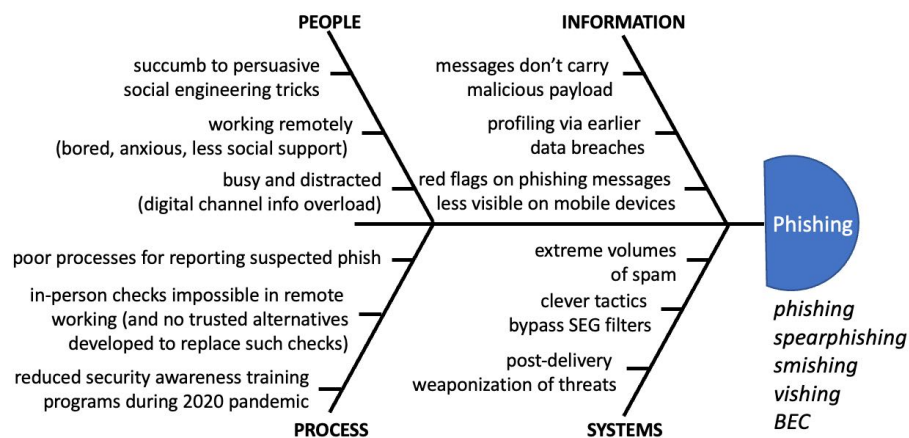 PEOPLE
succumb to persuasive
social engineering tricks
working remotely
(bored, anxious, less social support)
busy and distracted
(digital channel info overload)
INFORMATION
messages don’t carry
malicious payload
profiling via earlier
data breaches
red flags on phishing messages
less visible on mobile devices
poor processes for reporting suspected phish
in-person checks impossible in remote
working (and no trusted alternatives
developed to replace such checks)
reduced security awareness training
programs during 2020 pandemic
PROCESS
extreme volumes
of spam
clever tactics
bypass SEG filters
post-delivery
weaponization of threats
SYSTEMS
Phishing
phishing
spearphishing
smishing
vishing
BEC